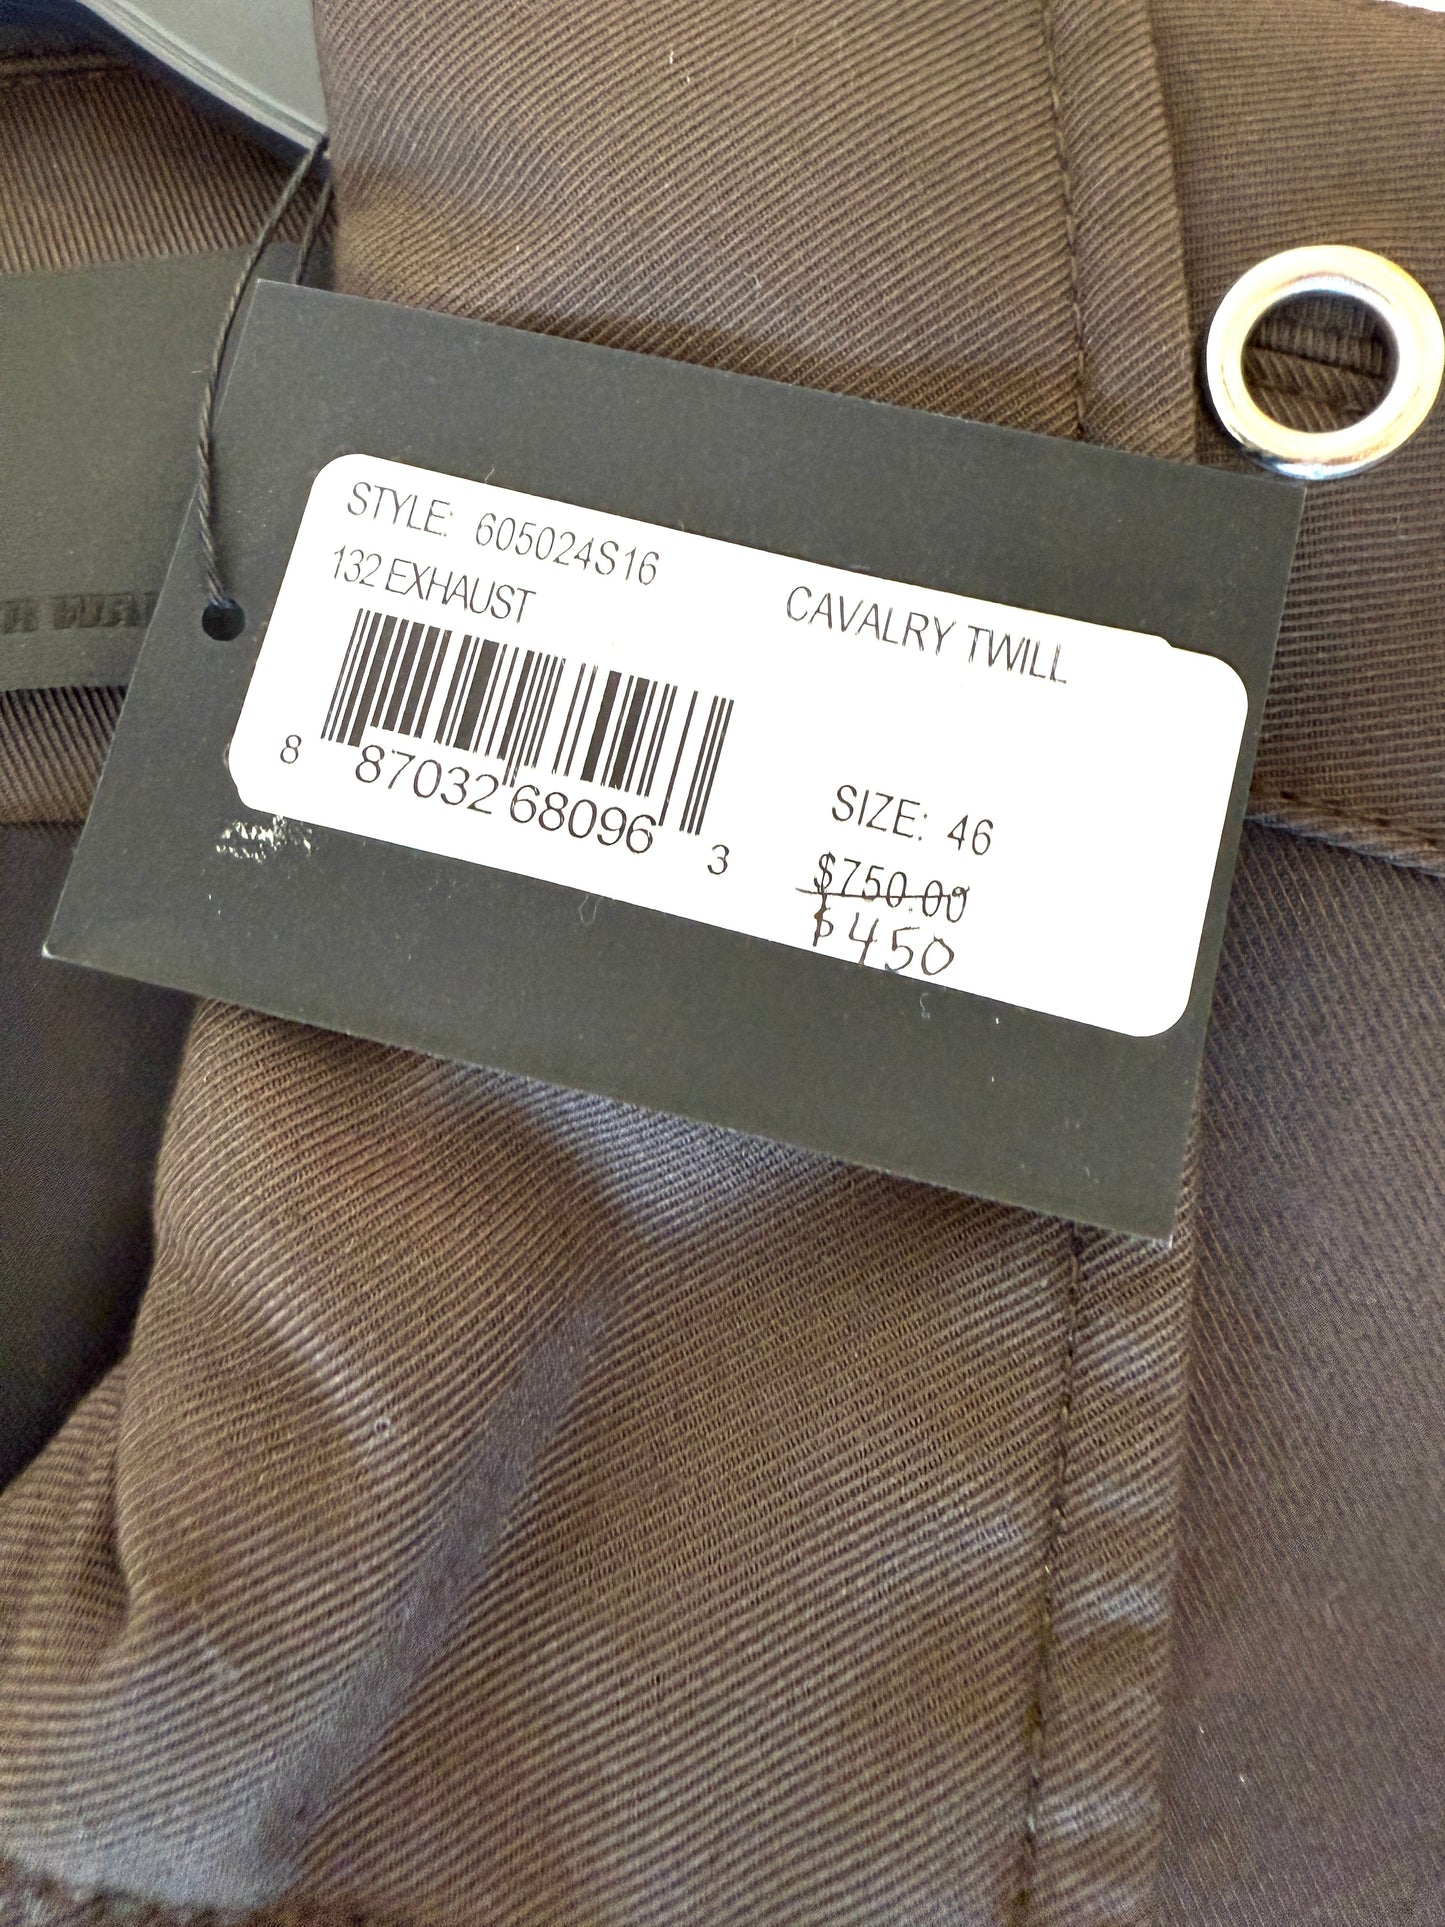 STYLE: 605024S16
132 EXHAUST
CAVALRY TWILL
8 87032 68096 3
SIZE: 46
$750.00
$450